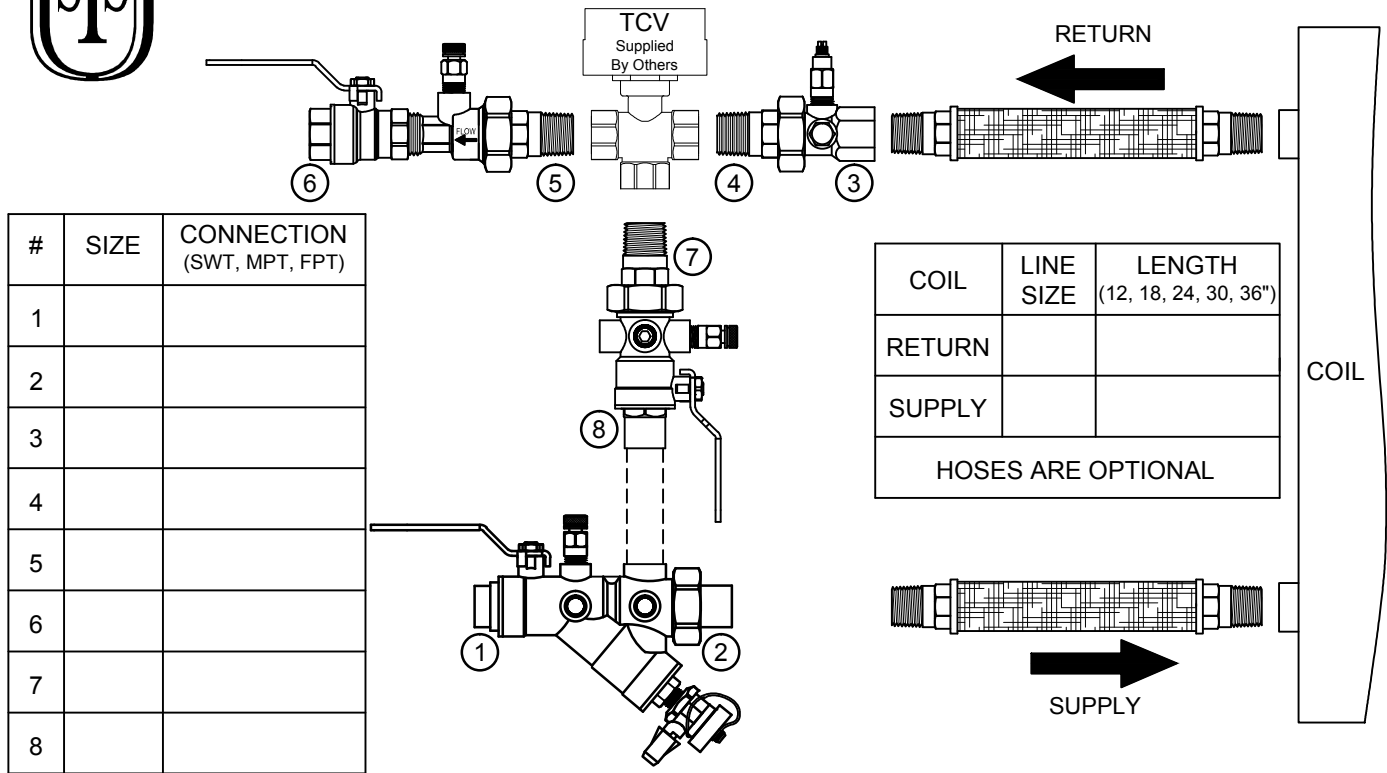 TCV
Supplied
By Others
RETURN
FLOW
6
5
4
3
# SIZE CONNECTION
(SWT, MPT, FPT)
1
2
3
4
5
6
7
8
7
8
1
2
COIL LINE SIZE LENGTH
(12, 18, 24, 30, 36")
RETURN
SUPPLY
HOSES ARE OPTIONAL
COIL
SUPPLY